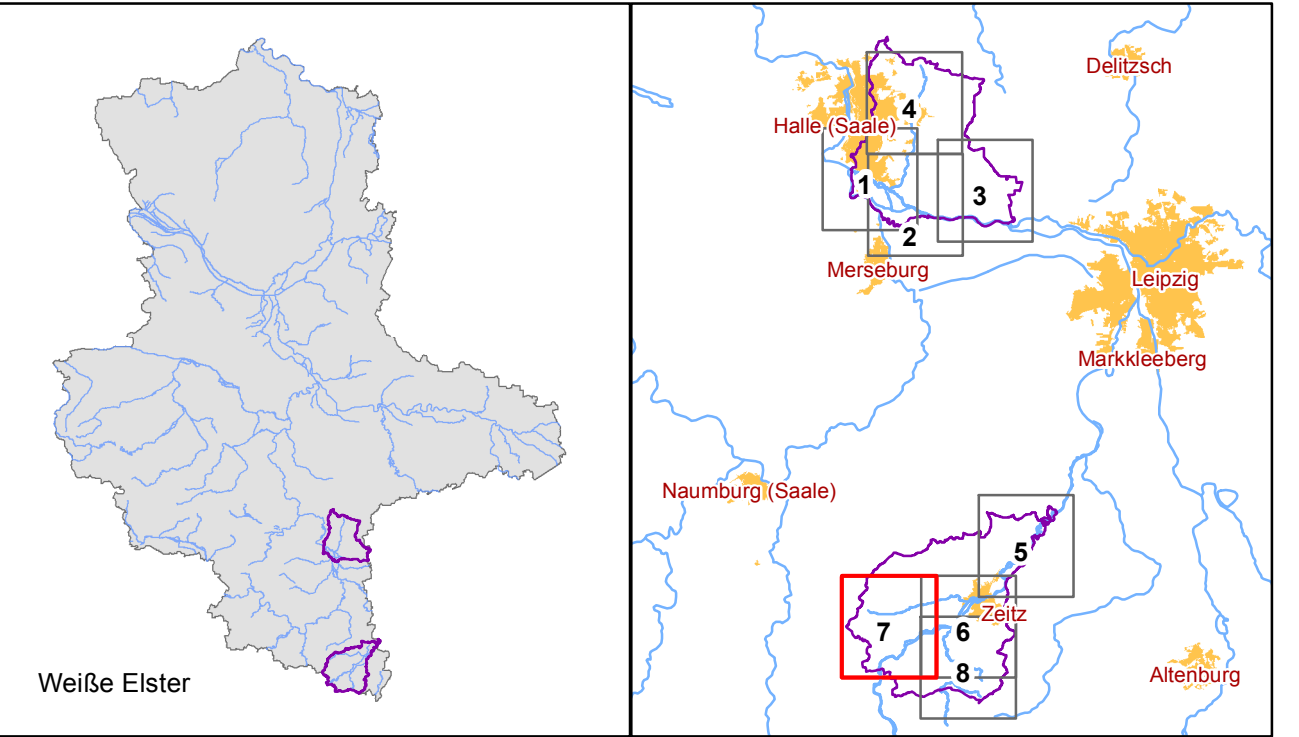 Weiße Elster
Delitzsch
4
Halle (Saale)
1
3
2
Merseburg
Leipzig
Markkleeberg
Naumburg (Saale)
5
Zeitz
7
6
8
Altenburg